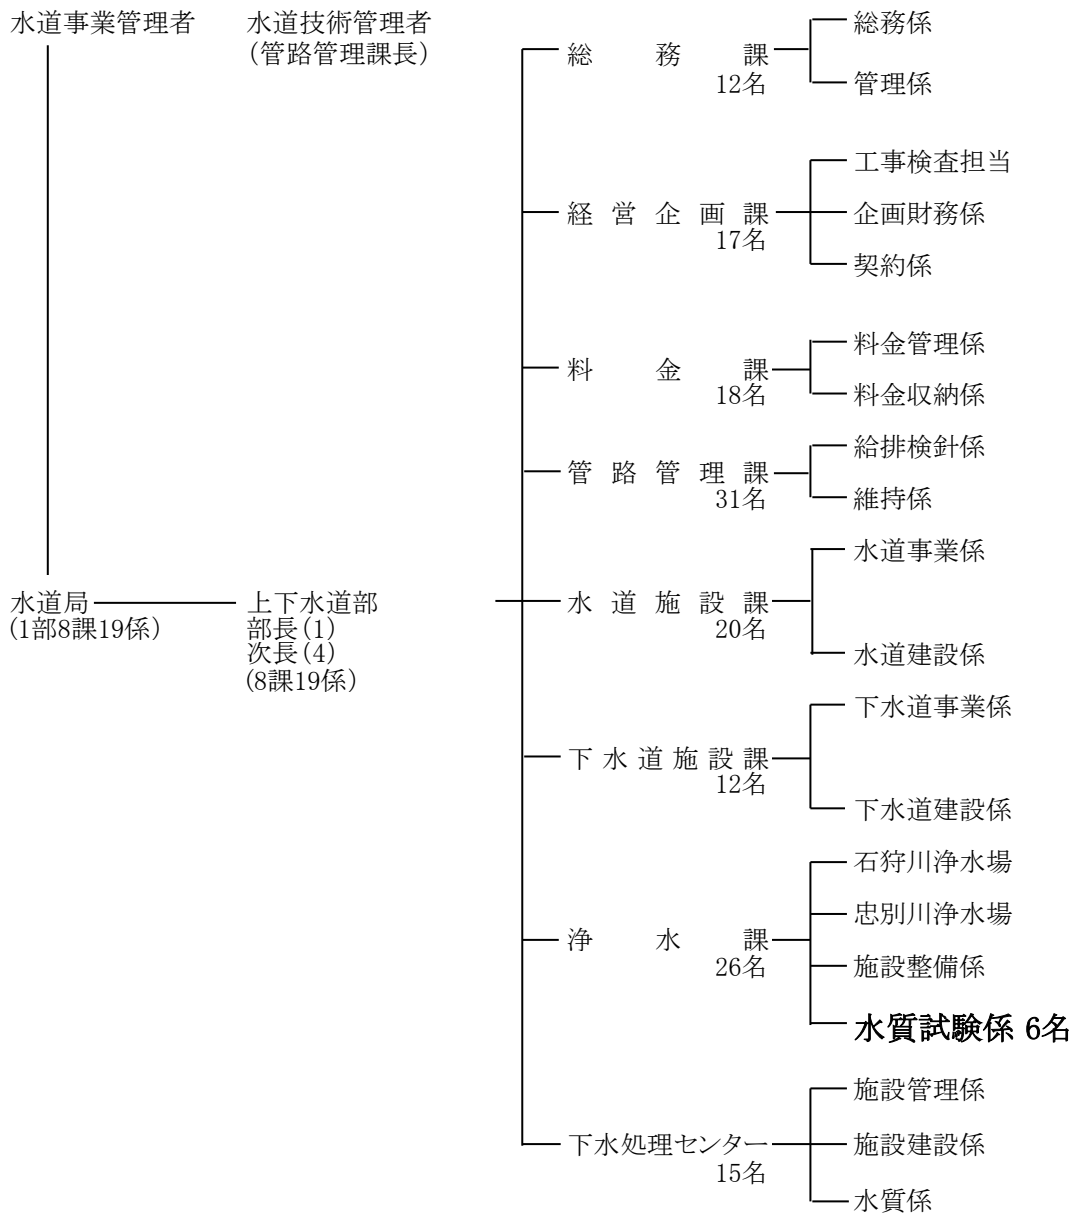 水道事業管理者
水道技術管理者
(管路管理課長)
水道局
(1部8課19係)
上下水道部
部長(1)
次長(4)
(8課19係)
総務課
12名
総務係
管理係
経営企画課
17名
工事検査担当
企画財務係
契約係
料金課
18名
料金管理係
料金収納係
管路管理課
31名
給排検針係
維持係
水道施設課
20名
水道事業係
水道建設係
下水道施設課
12名
下水道事業係
下水道建設係
浄水課
26名
石狩川浄水場
忠別川浄水場
施設整備係
水質試験係 6名
下水処理センター
15名
施設管理係
施設建設係
水質係